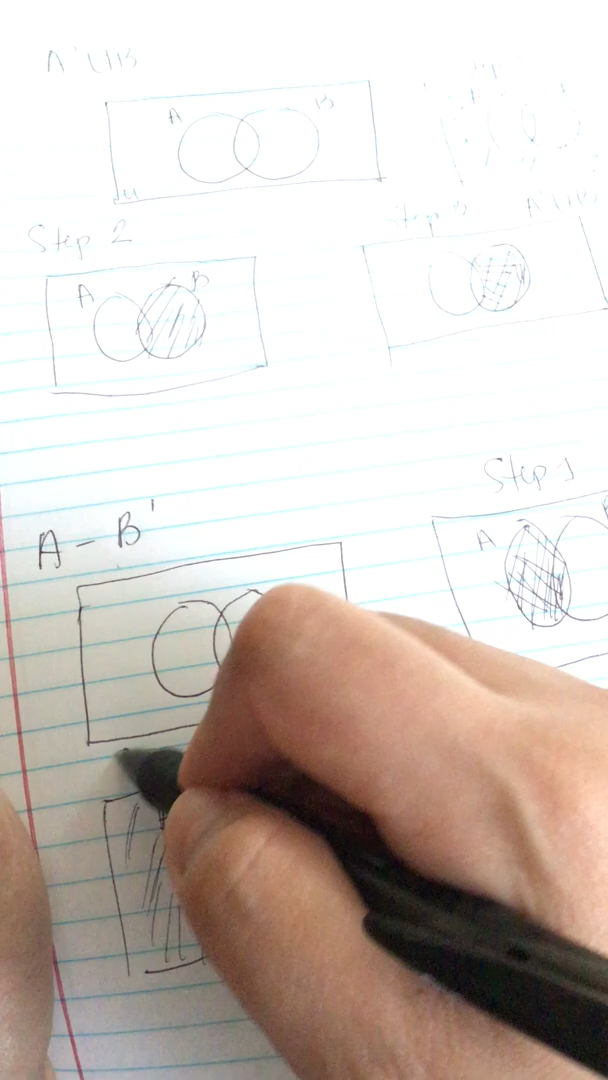 A' U B
A B
U
Step 2
Step 3
A B
Step 1
A - B'
A